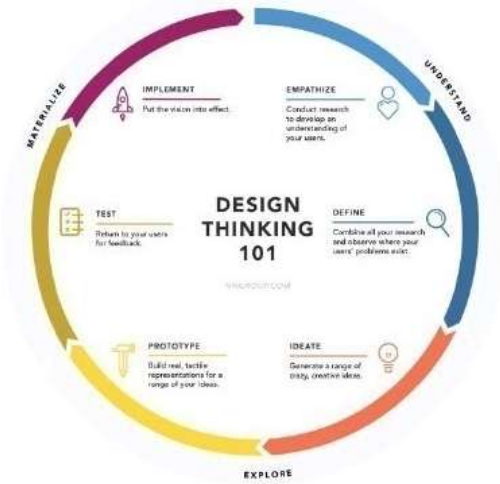 DESIGN
THINKING
101
NNGROUP.COM
UNDERSTAND
EMPATHIZE
Conduct research
to develop an
understanding of
your users.
DEFINE
Combine all your research
and observe where your
users' problems exist.
EXPLORE
IDEATE
Generate a range of
crazy, creative ideas.
PROTOTYPE
Build real, tactile
representations for a
range of your ideas.
MATERIALIZE
TEST
Return to your users
for feedback.
IMPLEMENT
Put the vision into effect.